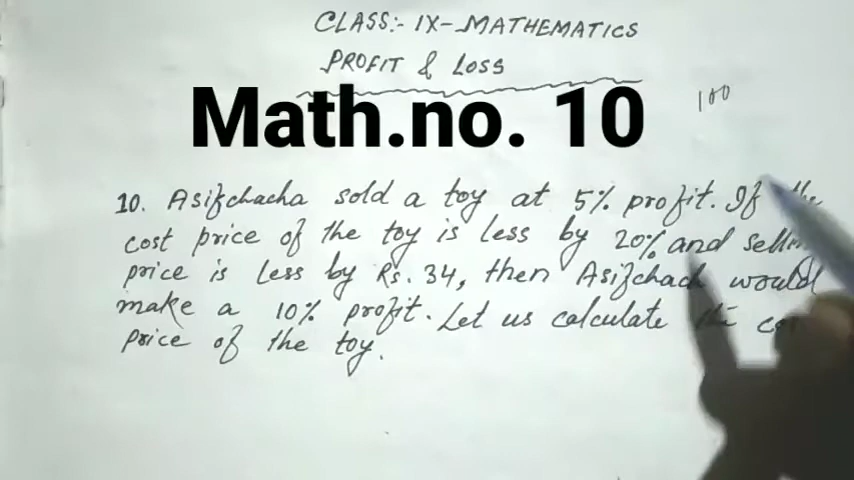 CLASS:- IX- MATHEMATICS
PROFIT & LOSS
Math.no. 10
100
10. Asifchacha sold a toy at 5% profit. If the
cost price of the toy is less by 20% and
price is less by Rs. 34, then Asifchach would
make a 10% profit. Let us calculate
price of the toy.